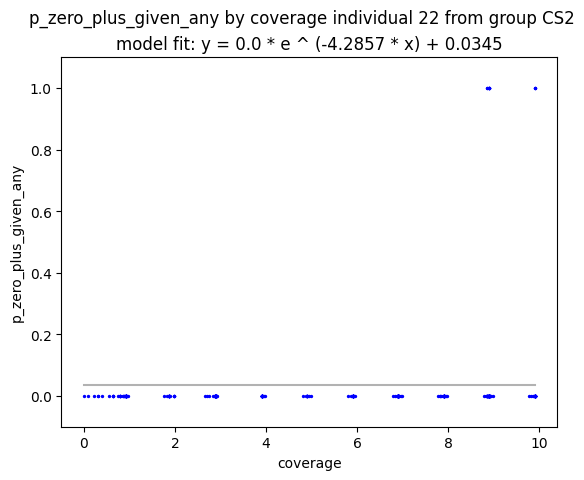 p_zero_plus_given_any by coverage individual 22 from group CS2
model fit: y = 0.0 * e ^ (-4.2857 * x) + 0.0345
1.0
0.8
0.6
0.4
0.2
0.0
p_zero_plus_given_any
0 2 4 6 8 10
coverage